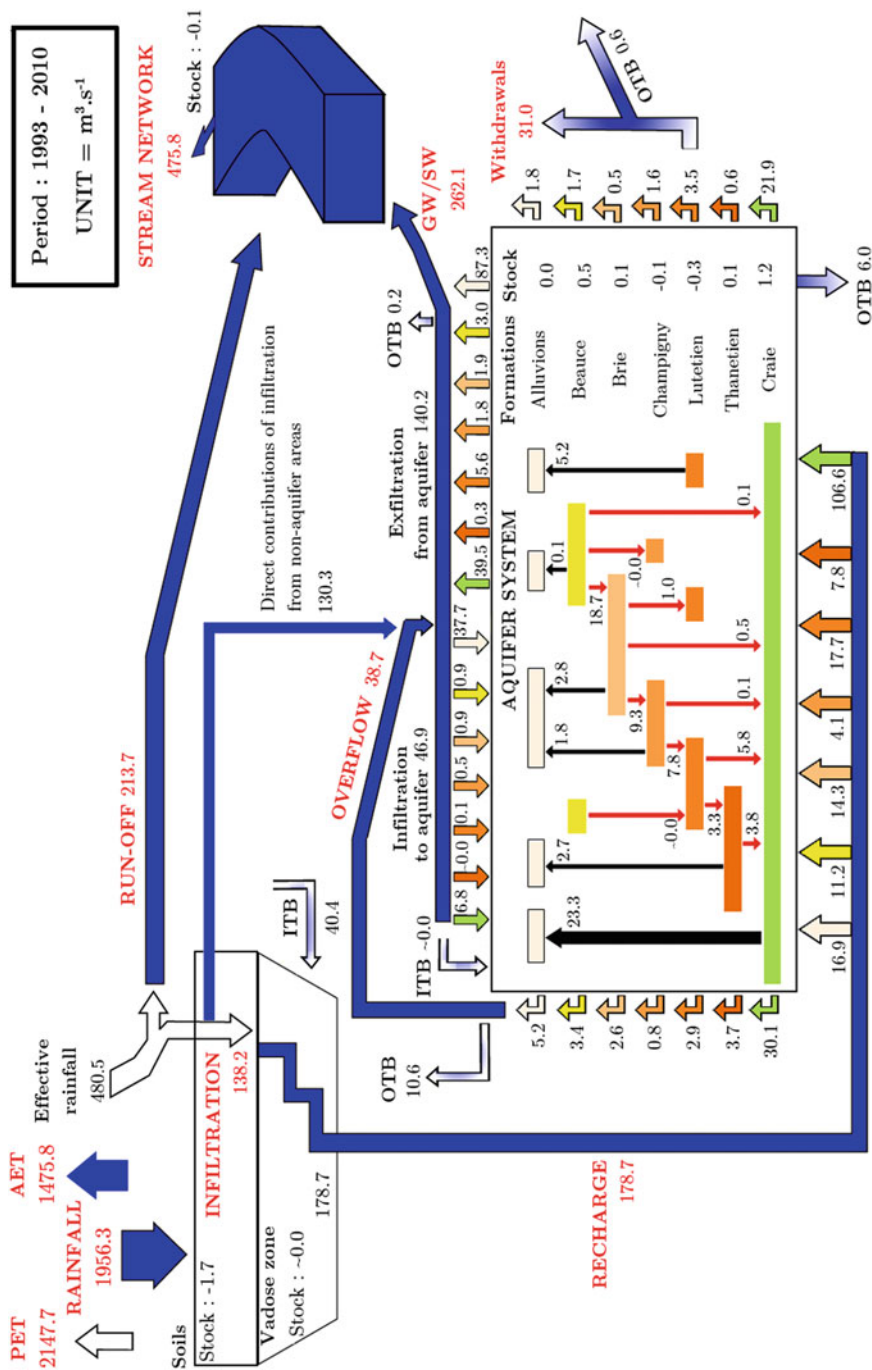 Period : 1993 - 2010
UNIT = m³.s⁻¹
PET
2147.7
RAINFALL
1956.3
AET
1475.8
Effective
rainfall
480.5
RUN-OFF 213.7
STREAM NETWORK
475.8
Stock : -0.1
Soils
Stock : -1.7
INFILTRATION
138.2
Vadose zone
Stock : ~0.0
178.7
ITB
40.4
Direct contributions of infiltration
from non-aquifer areas
130.3
OVERFLOW 38.7
GW/SW
262.1
OTB
10.6
ITB ~0.0
Infiltration
to aquifer 46.9
Exfiltration
from aquifer 140.2
OTB 0.2
6.8
~0.0
0.1
0.5
0.9
0.9
37.7
39.5
0.3
5.6
1.8
1.9
3.0
87.3
Withdrawals
31.0
OTB 0.6
AQUIFER SYSTEM
Formations
Stock
5.2
Alluvions
0.0
1.8
3.4
Beauce
0.5
1.7
2.6
Brie
0.1
0.5
0.8
Champigny
-0.1
1.6
2.9
Lutetien
-0.3
3.5
3.7
Thanetien
0.1
0.6
30.1
Craie
1.2
21.9
23.3
2.7
1.8
2.8
0.1
5.2
18.7
~0.0
9.3
1.0
~0.0
7.8
3.3
3.8
5.8
0.1
0.5
0.1
RECHARGE
178.7
16.9
11.2
14.3
4.1
17.7
7.8
106.6
OTB 6.0